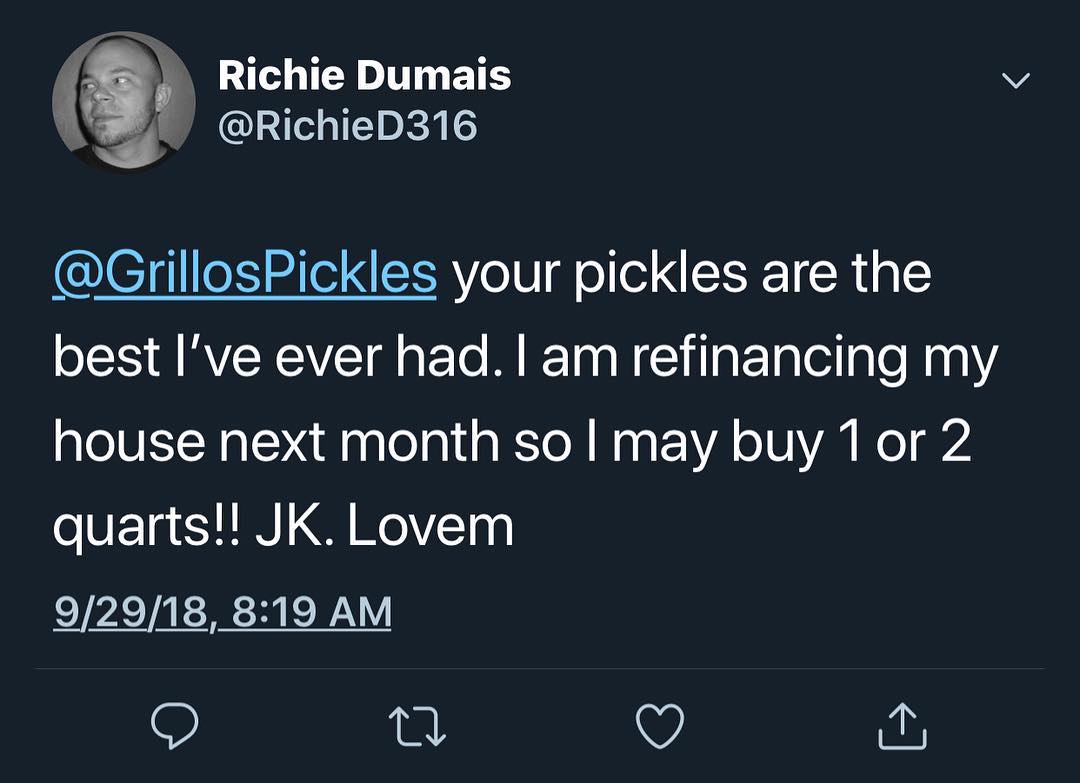 Richie Dumais
@RichieD316
@GrillosPickles your pickles are the
best I’ve ever had. I am refinancing my
house next month so I may buy 1 or 2
quarts!! JK. Lovem
9/29/18, 8:19 AM